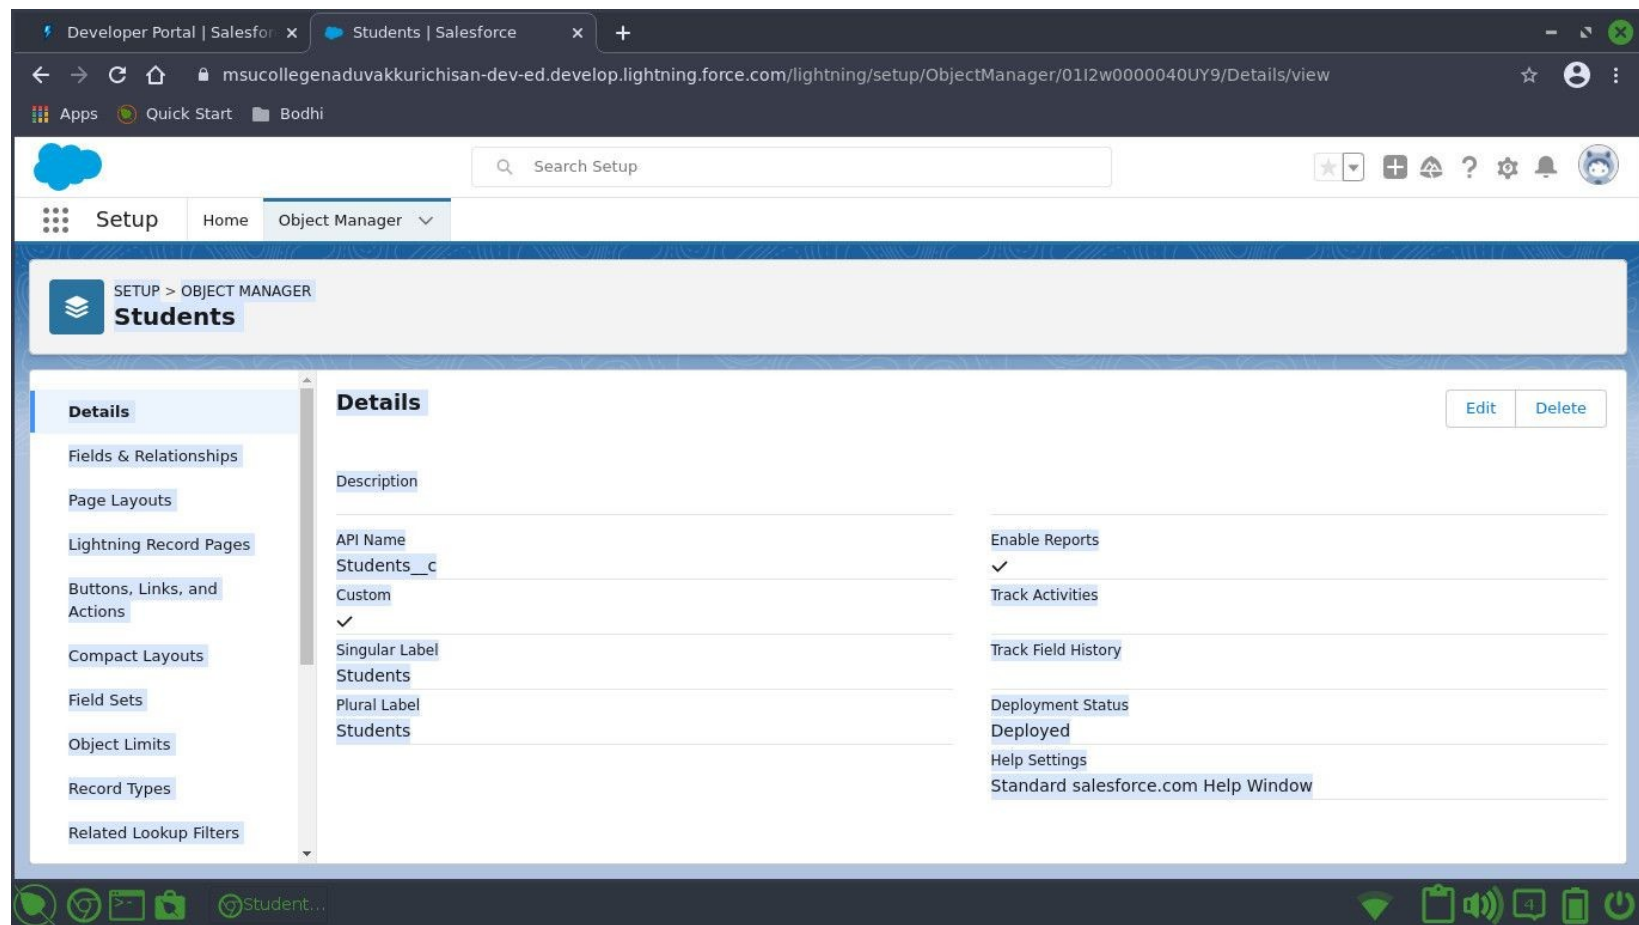 Developer Portal | Salesfor
Students | Salesforce
msucollegenaduvakkurichisan-dev-ed.develop.lightning.force.com/lightning/setup/ObjectManager/01I2w0000040UY9/Details/view
Apps Quick Start Bodhi
Search Setup
Setup Home Object Manager
SETUP > OBJECT MANAGER
Students
Details
Fields & Relationships
Page Layouts
Lightning Record Pages
Buttons, Links, and
Actions
Compact Layouts
Field Sets
Object Limits
Record Types
Related Lookup Filters
Details
Edit Delete
Description
API Name
Students__c
Custom
Singular Label
Students
Plural Label
Students
Enable Reports
Track Activities
Track Field History
Deployment Status
Deployed
Help Settings
Standard salesforce.com Help Window
Student...
4